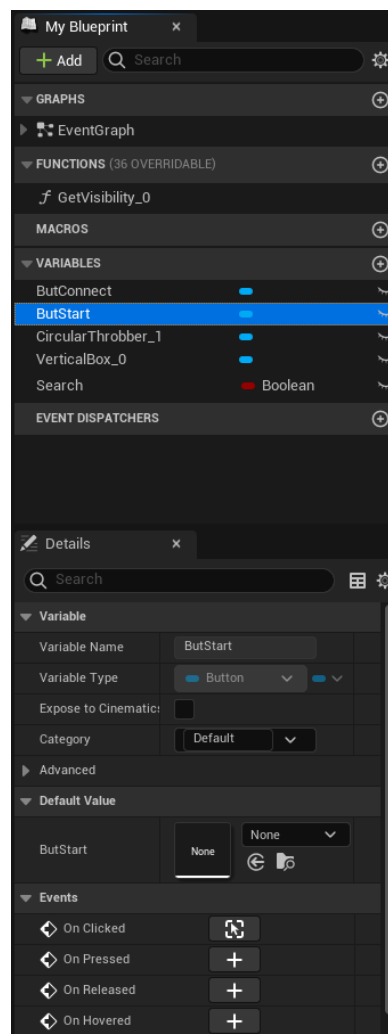 My Blueprint
Add
Search
GRAPHS
EventGraph
FUNCTIONS (36 OVERRIDABLE)
GetVisibility_0
MACROS
VARIABLES
ButConnect
ButStart
CircularThrobber_1
VerticalBox_0
Search Boolean
EVENT DISPATCHERS
Details
Search
Variable
Variable Name ButStart
Variable Type Button
Expose to Cinematic
Category Default
Advanced
Default Value
ButStart None None
Events
On Clicked
On Pressed
On Released
On Hovered